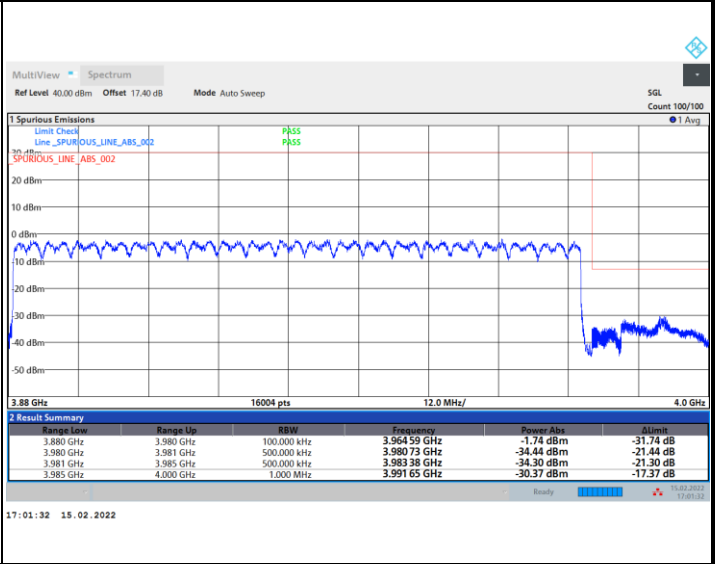 MultiView Spectrum
Ref Level 40.00 dBm Offset 17.40 dB Mode Auto Sweep SGL
Count 100/100
1 Spurious Emissions 1 Avg
Limit Check PASS
Line _SPURIOUS_LINE_ABS_002 PASS
30 dBm
_SPURIOUS_LINE_ABS_002
20 dBm
10 dBm
0 dBm
-10 dBm
-20 dBm
-30 dBm
-40 dBm
-50 dBm
3.88 GHz 16004 pts 12.0 MHz/ 4.0 GHz
2 Result Summary
Range Low Range Up RBW Frequency Power Abs ΔLimit
3.880 GHz 3.980 GHz 100.000 kHz 3.964 59 GHz -1.74 dBm -31.74 dB
3.980 GHz 3.981 GHz 500.000 kHz 3.980 73 GHz -34.44 dBm -21.44 dB
3.981 GHz 3.985 GHz 500.000 kHz 3.983 38 GHz -34.30 dBm -21.30 dB
3.985 GHz 4.000 GHz 1.000 MHz 3.991 65 GHz -30.37 dBm -17.37 dB
Ready 15.02.2022
17:01:32
17:01:32 15.02.2022